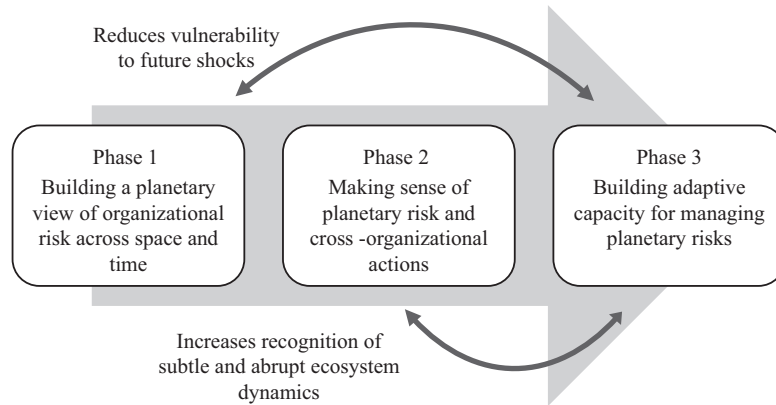 Reduces vulnerability
to future shocks
Phase 1
Building a planetary
view of organizational
risk across space and
time
Phase 2
Making sense of
planetary risk and
cross -organizational
actions
Phase 3
Building adaptive
capacity for managing
planetary risks
Increases recognition of
subtle and abrupt ecosystem
dynamics